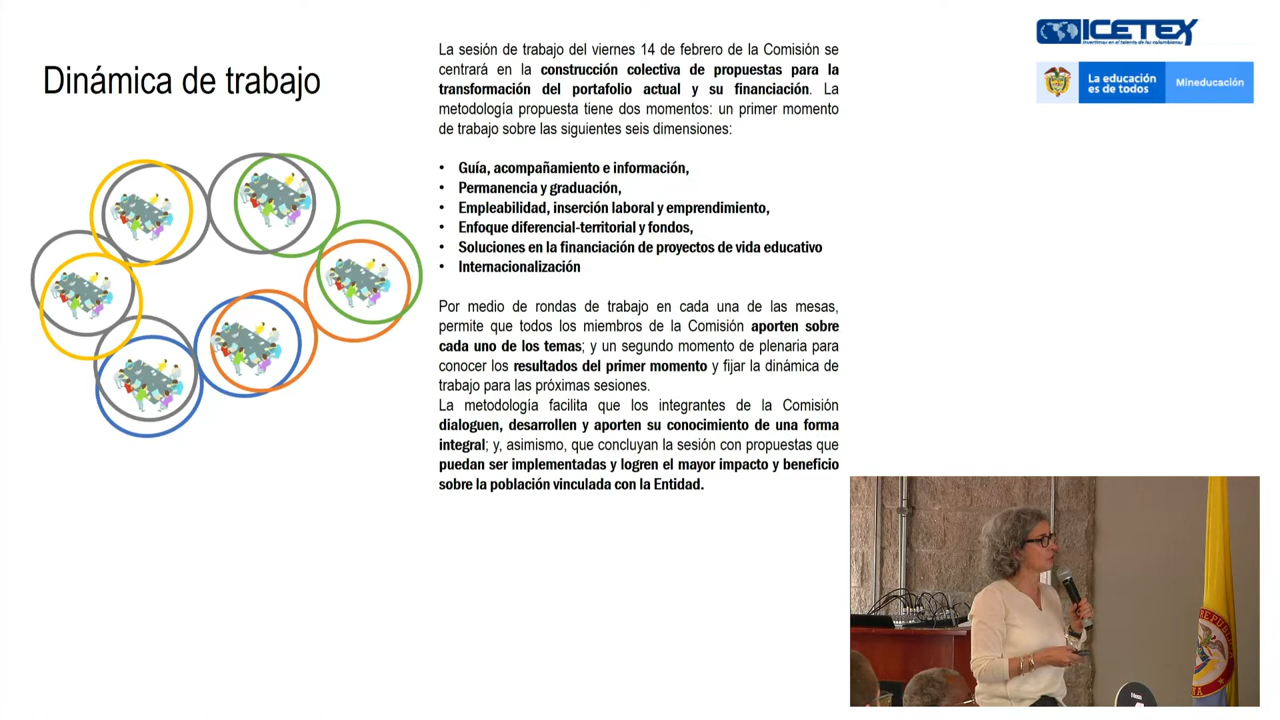 Dinámica de trabajo
La sesión de trabajo del viernes 14 de febrero de la Comisión se
centrará en la construcción colectiva de propuestas para la
transformación del portafolio actual y su financiación. La
metodología propuesta tiene dos momentos: un primer momento
de trabajo sobre las siguientes seis dimensiones:
• Guía, acompañamiento e información,
• Permanencia y graduación,
• Empleabilidad, inserción laboral y emprendimiento,
• Enfoque diferencial-territorial y fondos,
• Soluciones en la financiación de proyectos de vida educativo
• Internacionalización
Por medio de rondas de trabajo en cada una de las mesas,
permite que todos los miembros de la Comisión aporten sobre
cada uno de los temas; y un segundo momento de plenaria para
conocer los resultados del primer momento y fijar la dinámica de
trabajo para las próximas sesiones.
La metodología facilita que los integrantes de la Comisión
dialoguen, desarrollen y aporten su conocimiento de una forma
integral; y, asimismo, que concluyan la sesión con propuestas que
puedan ser implementadas y logren el mayor impacto y beneficio
sobre la población vinculada con la Entidad.
ICETEX
Invertimos en el talento de los colombianos
La educación
es de todos
Mineducación